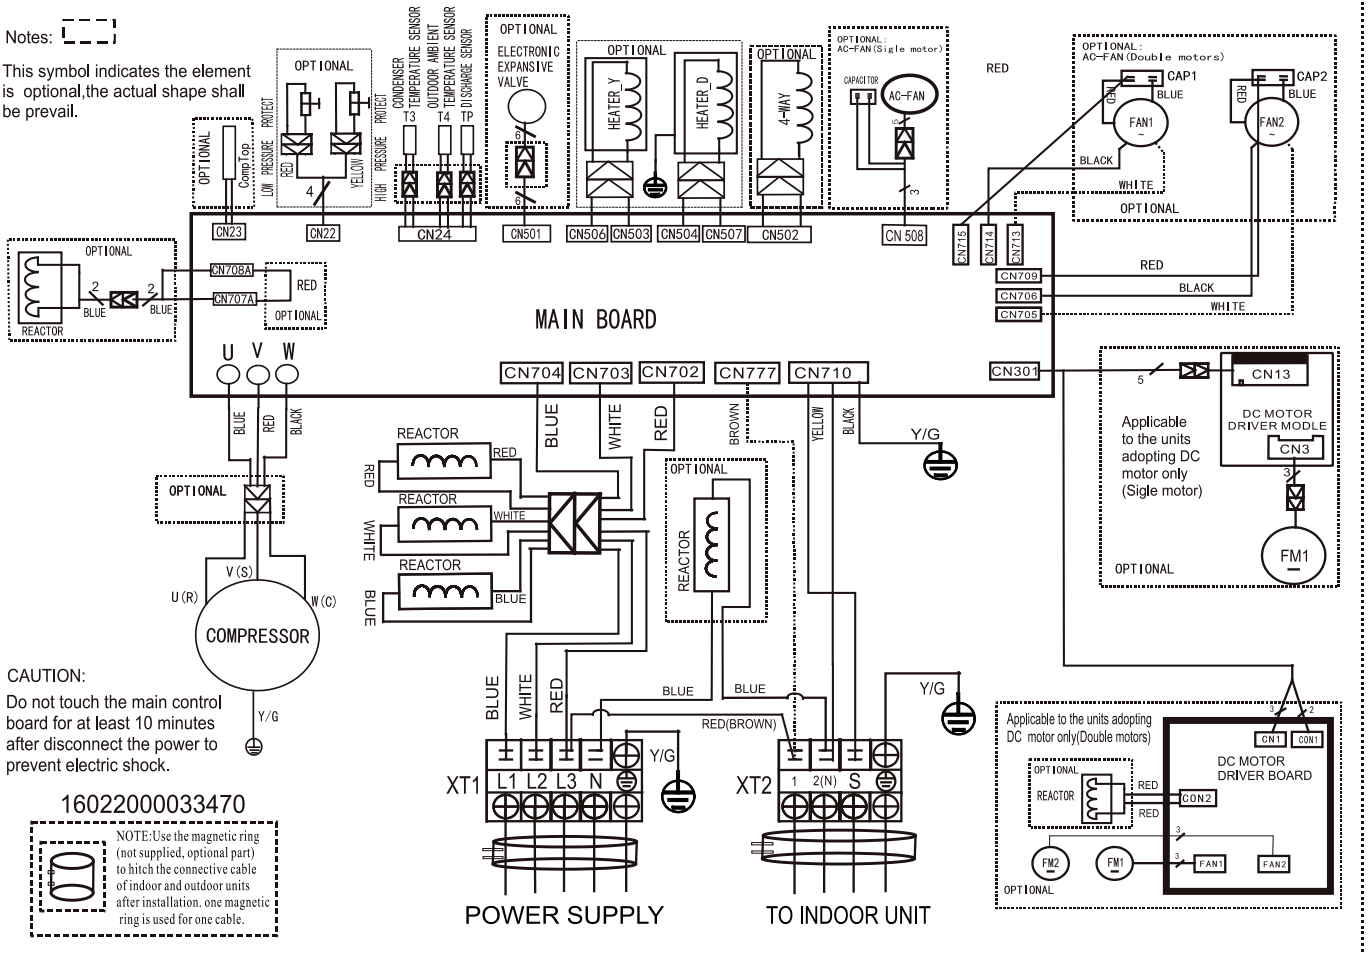 Notes:
This symbol indicates the element
is optional,the actual shape shall
be prevail.
OPTIONAL
CompTop
OPTIONAL
LOW PRESSURE PROTECT
RED
YELLOW
HIGH PRESSURE PROTECT
4
CONDENSER
TEMPERATURE SENSOR
T3
OUTDOOR AMBIENT
TEMPERATURE SENSOR
T4
DISCHARGE SENSOR
TP
OPTIONAL
ELECTRONIC
EXPANSIVE
VALVE
6
6
OPTIONAL
HEATER_Y
HEATER_D
OPTIONAL
4-WAY
OPTIONAL:
AC-FAN(Sigle motor)
CAPACITOR
AC-FAN
5
3
RED
OPTIONAL:
AC-FAN(Double motors)
CAP1
RED
BLUE
FAN1
~
BLACK
WHITE
CAP2
RED
BLUE
FAN2
~
OPTIONAL
CN23
CN22
CN24
CN501
CN506
CN503
CN504
CN507
CN502
CN 508
CN715
CN714
CN713
CN709
CN706
CN705
RED
BLACK
WHITE
OPTIONAL
REACTOR
2
BLUE
2
BLUE
CN708A
CN707A
RED
OPTIONAL
MAIN BOARD
U
V
W
CN704
CN703
CN702
CN777
CN710
CN301
BLUE
RED
BLACK
OPTIONAL
V(S)
U(R)
W(C)
COMPRESSOR
Y/G
BLUE
WHITE
RED
BROWN
YELLOW
BLACK
Y/G
REACTOR
RED
RED
REACTOR
WHITE
WHITE
REACTOR
BLUE
BLUE
OPTIONAL
REACTOR
5
CN13
DC MOTOR
DRIVER MODLE
CN3
3
FM1
Applicable
to the units
adopting DC
motor only
(Sigle motor)
OPTIONAL
BLUE
WHITE
RED
BLUE
BLUE
RED(BROWN)
Y/G
Y/G
XT1
L1
L2
L3
N
XT2
1
2(N)
S
POWER SUPPLY
TO INDOOR UNIT
CAUTION:
Do not touch the main control
board for at least 10 minutes
after disconnect the power to
prevent electric shock.
16022000033470
NOTE:Use the magnetic ring
(not supplied, optional part)
to hitch the connective cable
of indoor and outdoor units
after installation. one magnetic
ring is used for one cable.
Applicable to the units adopting
DC motor only(Double motors)
3
2
CN1
CON1
DC MOTOR
DRIVER BOARD
OPTIONAL
REACTOR
RED
RED
CON2
3
FM2
FM1
3
FAN1
FAN2
OPTIONAL